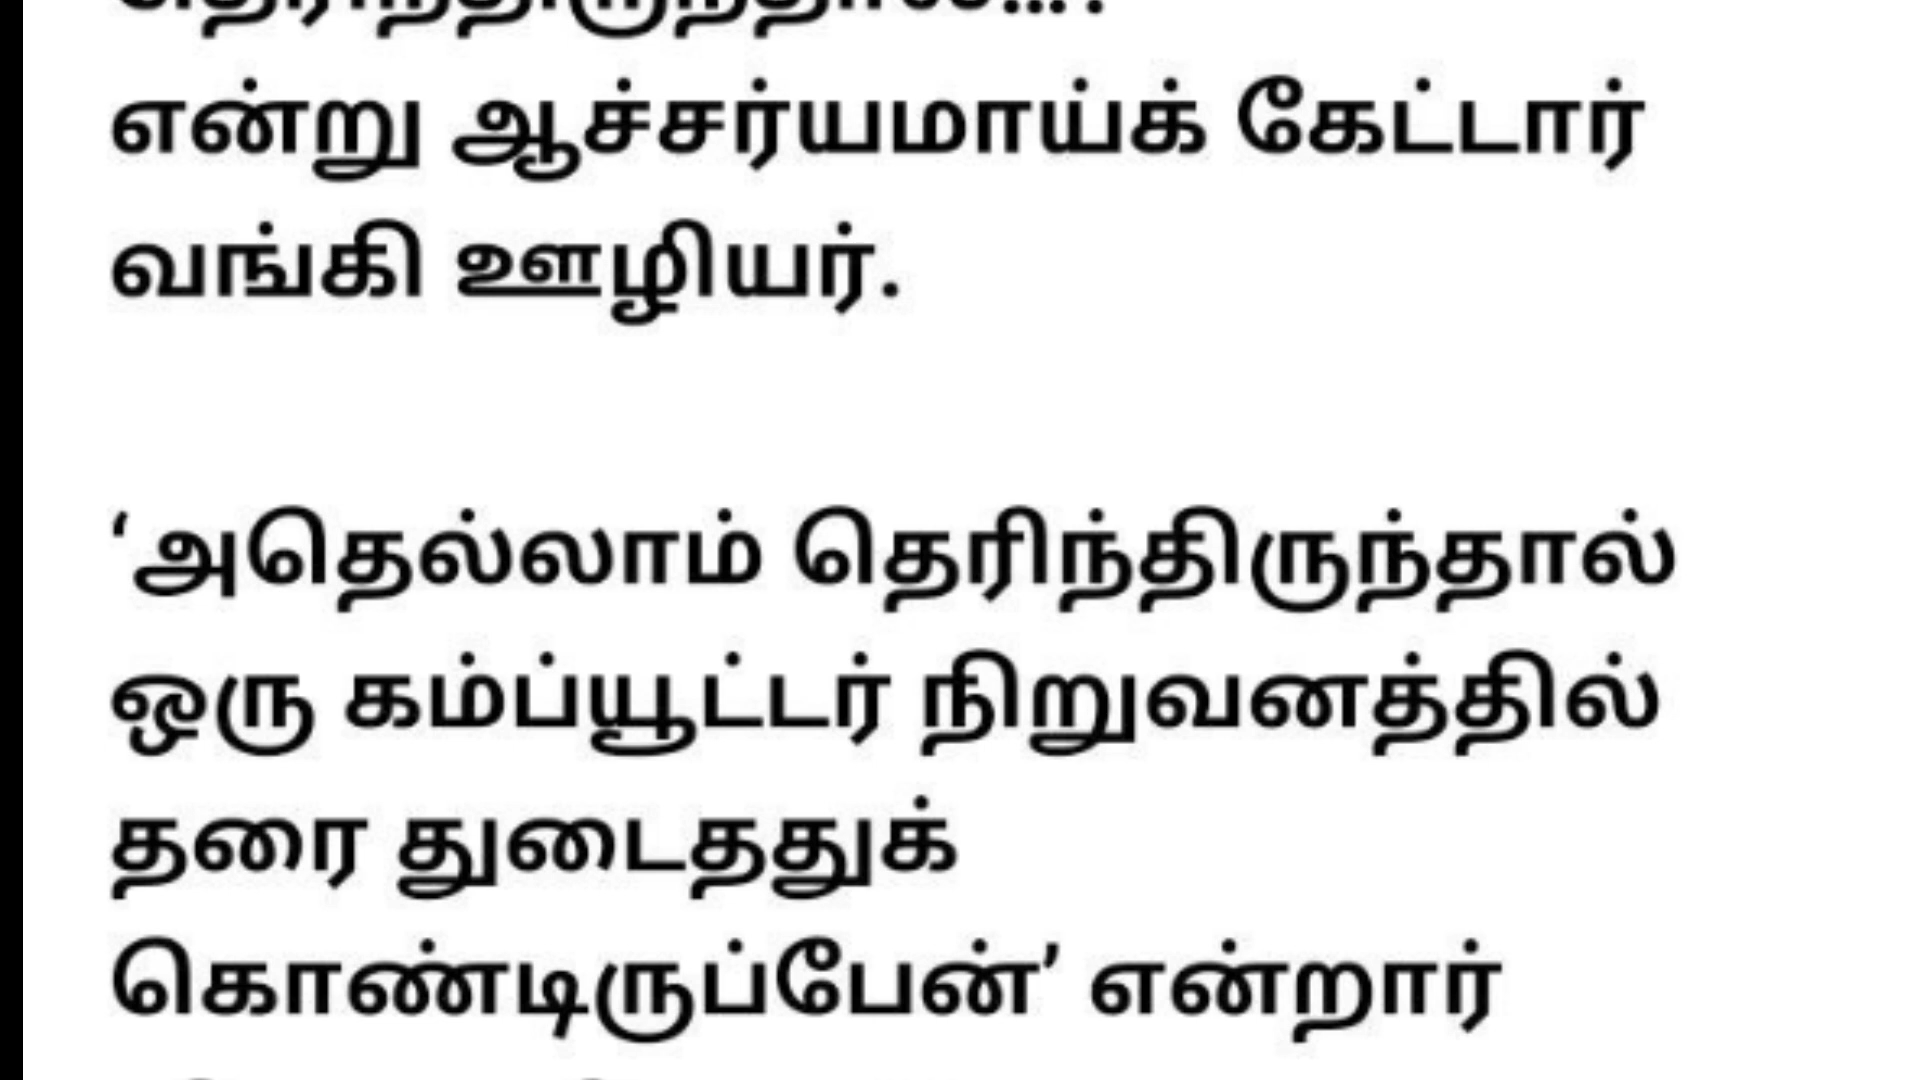 தெரிந்திருந்தால்...?
என்று ஆச்சர்யமாய்க் கேட்டார்
வங்கி ஊழியர்.
‘அதெல்லாம் தெரிந்திருந்தால்
ஒரு கம்ப்யூட்டர் நிறுவனத்தில்
தரை துடைததுக்
கொண்டிருப்பேன்’ என்றார்